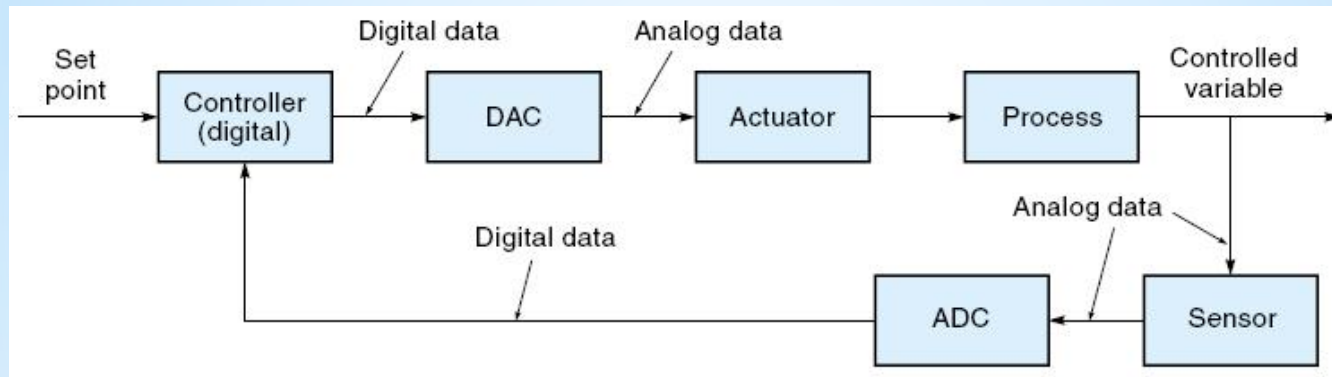 Set
point
Controller
(digital)
Digital data
DAC
Analog data
Actuator
Process
Controlled
variable
Analog data
Sensor
ADC
Digital data